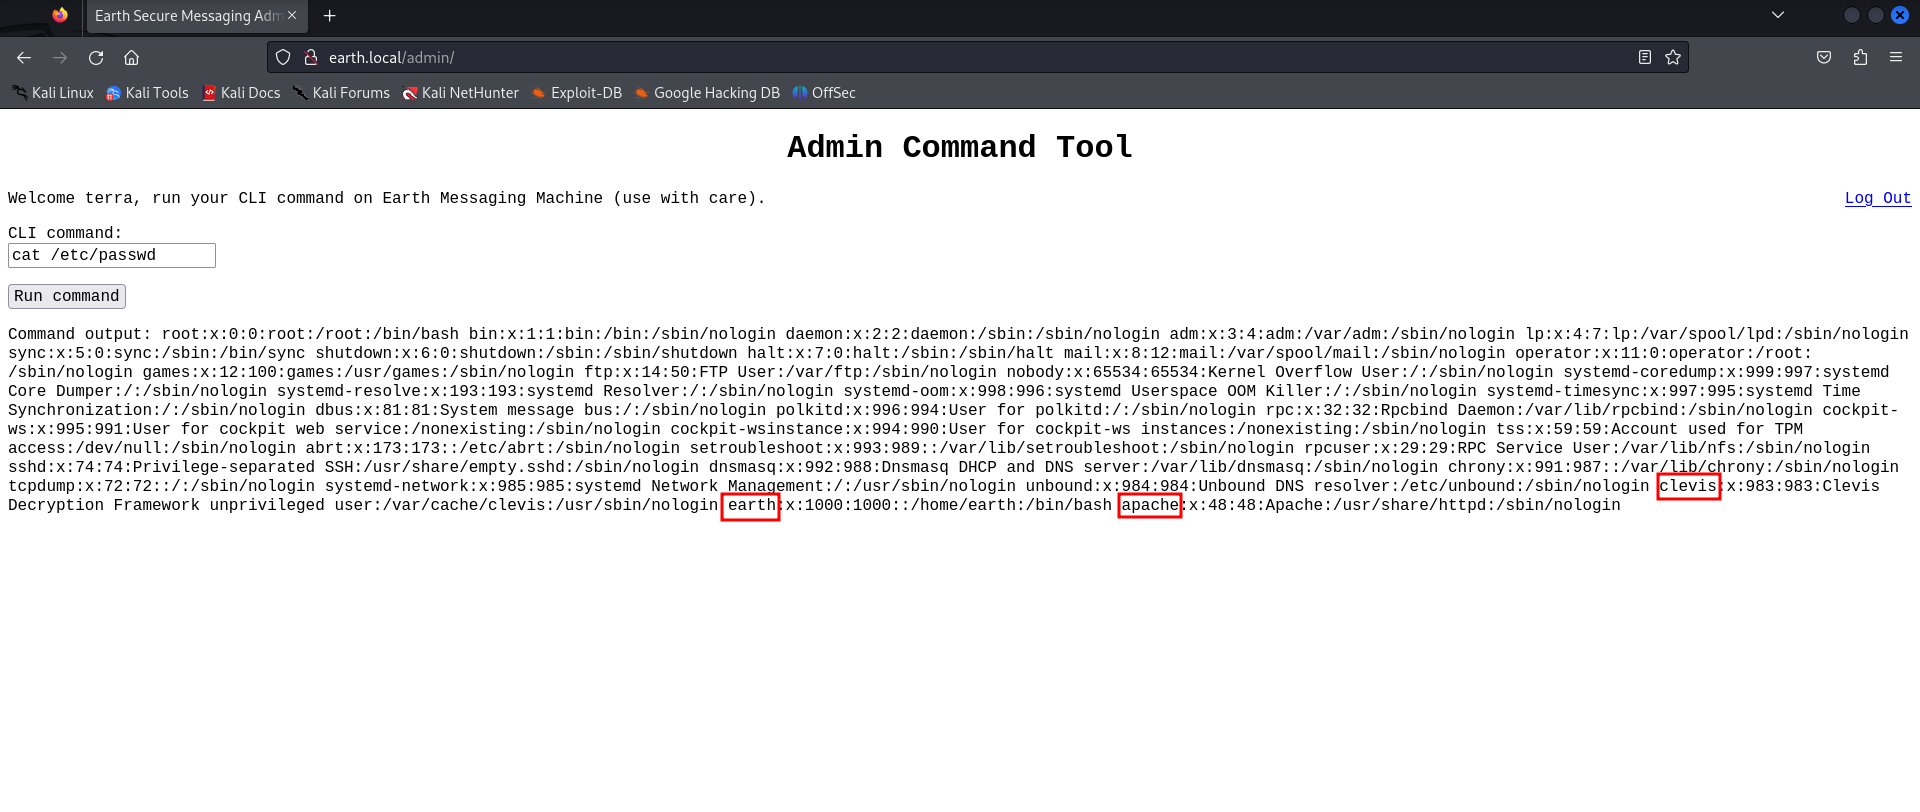 Earth Secure Messaging Adm
earth.local/admin/
Kali Linux Kali Tools Kali Docs Kali Forums Kali NetHunter Exploit-DB Google Hacking DB OffSec
Admin Command Tool
Welcome terra, run your CLI command on Earth Messaging Machine (use with care). Log Out
CLI command:
cat /etc/passwd
Run command
Command output: root:x:0:0:root:/root:/bin/bash bin:x:1:1:bin:/bin:/sbin/nologin daemon:x:2:2:daemon:/sbin:/sbin/nologin adm:x:3:4:adm:/var/adm:/sbin/nologin lp:x:4:7:lp:/var/spool/lpd:/sbin/nologin
sync:x:5:0:sync:/sbin:/bin/sync shutdown:x:6:0:shutdown:/sbin:/sbin/shutdown halt:x:7:0:halt:/sbin:/sbin/halt mail:x:8:12:mail:/var/spool/mail:/sbin/nologin operator:x:11:0:operator:/root:
/sbin/nologin games:x:12:100:games:/usr/games:/sbin/nologin ftp:x:14:50:FTP User:/var/ftp:/sbin/nologin nobody:x:65534:65534:Kernel Overflow User:/:/sbin/nologin systemd-coredump:x:999:997:systemd
Core Dumper:/:/sbin/nologin systemd-resolve:x:193:193:systemd Resolver:/:/sbin/nologin systemd-oom:x:998:996:systemd Userspace OOM Killer:/:/sbin/nologin systemd-timesync:x:997:995:systemd Time
Synchronization:/:/sbin/nologin dbus:x:81:81:System message bus:/:/sbin/nologin polkitd:x:996:994:User for polkitd:/:/sbin/nologin rpc:x:32:32:Rpcbind Daemon:/var/lib/rpcbind:/sbin/nologin cockpit-
ws:x:995:991:User for cockpit web service:/nonexisting:/sbin/nologin cockpit-wsinstance:x:994:990:User for cockpit-ws instances:/nonexisting:/sbin/nologin tss:x:59:59:Account used for TPM
access:/dev/null:/sbin/nologin abrt:x:173:173::/etc/abrt:/sbin/nologin setroubleshoot:x:993:989::/var/lib/setroubleshoot:/sbin/nologin rpcuser:x:29:29:RPC Service User:/var/lib/nfs:/sbin/nologin
sshd:x:74:74:Privilege-separated SSH:/usr/share/empty.sshd:/sbin/nologin dnsmasq:x:992:988:Dnsmasq DHCP and DNS server:/var/lib/dnsmasq:/sbin/nologin chrony:x:991:987::/var/lib/chrony:/sbin/nologin
tcpdump:x:72:72::/:/sbin/nologin systemd-network:x:985:985:systemd Network Management:/:/usr/sbin/nologin unbound:x:984:984:Unbound DNS resolver:/etc/unbound:/sbin/nologin clevis:x:983:983:Clevis
Decryption Framework unprivileged user:/var/cache/clevis:/usr/sbin/nologin earth:x:1000:1000::/home/earth:/bin/bash apache:x:48:48:Apache:/usr/share/httpd:/sbin/nologin